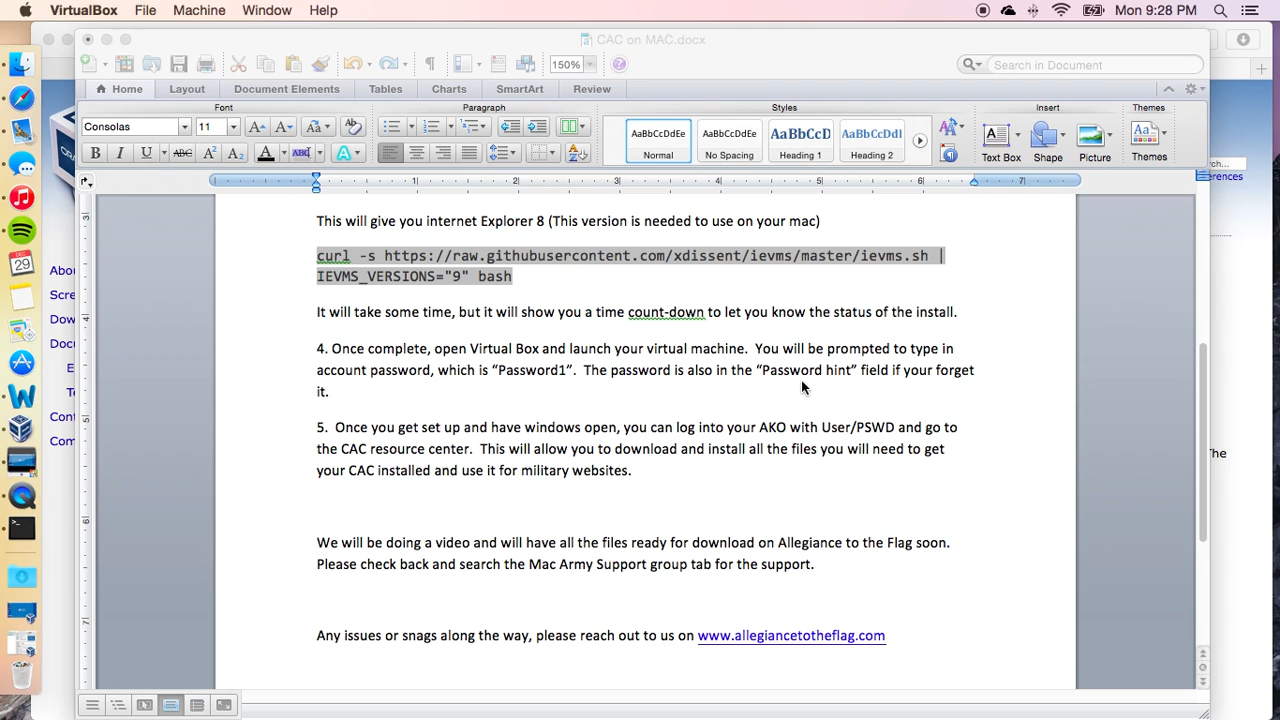 VirtualBox File Machine Window Help Mon 9:28 PM
CAC on MAC.docx
150% Search in Document
Home Layout Document Elements Tables Charts SmartArt Review
Font Paragraph Styles Insert Themes
Consolas 11
AaBbCcDdEe AaBbCcDdEe AaBbCcD AaBbCcDdI
Normal No Spacing Heading 1 Heading 2 Text Box Shape Picture Themes
This will give you internet Explorer 8 (This version is needed to use on your mac)
curl -s https://raw.githubusercontent.com/xdissent/ievms/master/ievms.sh |
IEVMS_VERSIONS="9" bash
It will take some time, but it will show you a time count-down to let you know the status of the install.
4. Once complete, open Virtual Box and launch your virtual machine.  You will be prompted to type in
account password, which is “Password1”.  The password is also in the “Password hint” field if your forget
it.
5.  Once you get set up and have windows open, you can log into your AKO with User/PSWD and go to
the CAC resource center.  This will allow you to download and install all the files you will need to get
your CAC installed and use it for military websites.
We will be doing a video and will have all the files ready for download on Allegiance to the Flag soon.
Please check back and search the Mac Army Support group tab for the support.
Any issues or snags along the way, please reach out to us on www.allegiancetotheflag.com